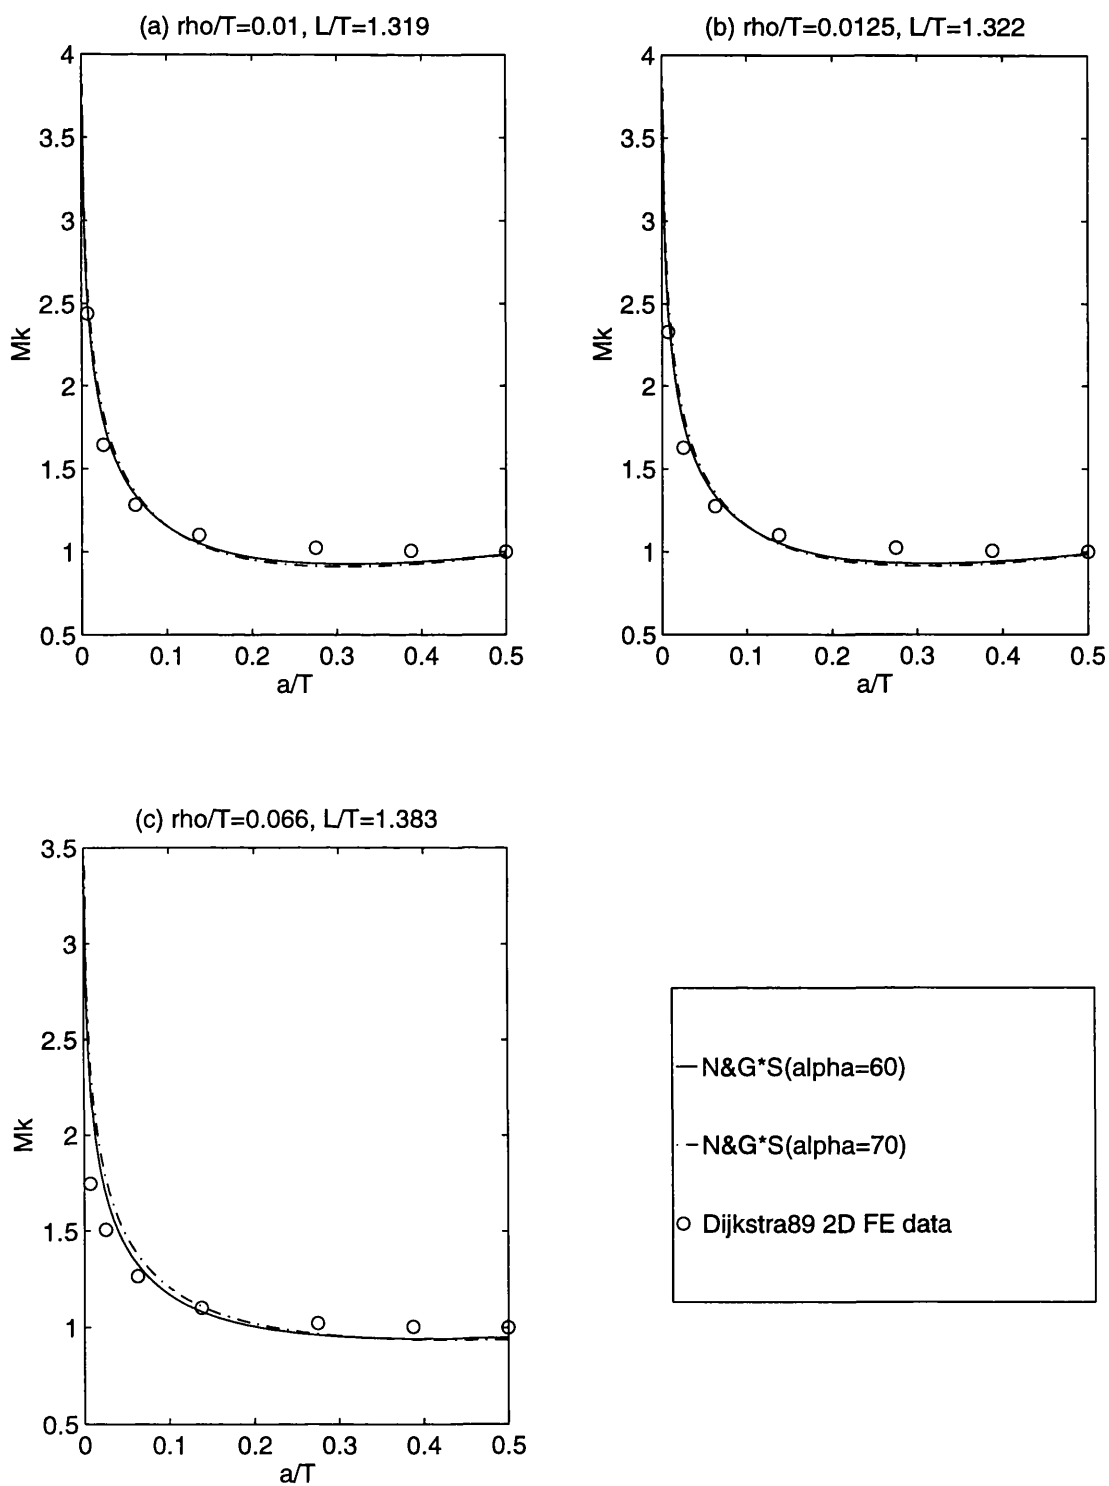 (a) rho/T=0.01, L/T=1.319
4
3.5
3
2.5
2
1.5
1
0.5
Mk
0 0.1 0.2 0.3 0.4 0.5
a/T
(b) rho/T=0.0125, L/T=1.322
4
3.5
3
2.5
2
1.5
1
0.5
Mk
0 0.1 0.2 0.3 0.4 0.5
a/T
(c) rho/T=0.066, L/T=1.383
3.5
3
2.5
2
1.5
1
0.5
Mk
0 0.1 0.2 0.3 0.4 0.5
a/T
N&G*S(alpha=60)
N&G*S(alpha=70)
Dijkstra89 2D FE data